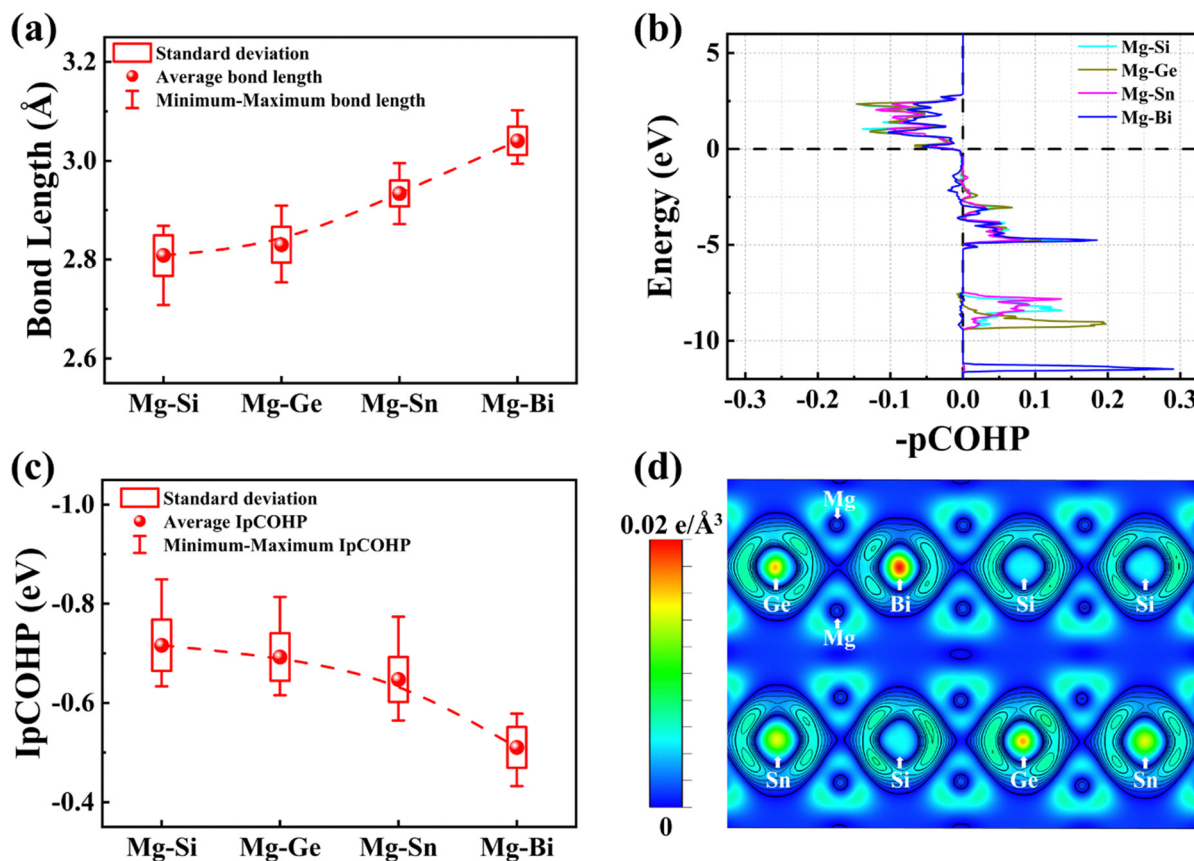 (a)
Bond Length (Å)
3.2
3.0
2.8
2.6
Standard deviation
Average bond length
Minimum-Maximum bond length
Mg-Si Mg-Ge Mg-Sn Mg-Bi
(b)
Energy (eV)
5
0
-5
-10
Mg-Si
Mg-Ge
Mg-Sn
Mg-Bi
-0.3 -0.2 -0.1 0.0 0.1 0.2 0.3
-pCOHP
(c)
IpCOHP (eV)
-1.0
-0.8
-0.6
-0.4
Standard deviation
Average IpCOHP
Minimum-Maximum IpCOHP
Mg-Si Mg-Ge Mg-Sn Mg-Bi
(d)
0.02 e/Å³
0
Mg
Ge Bi Si Si
Mg
Sn Si Ge Sn